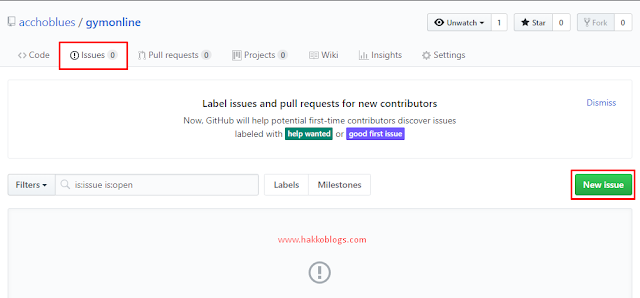 acchoblues / gymonline
Unwatch 1 Star 0 Fork 0
Code Issues 0 Pull requests 0 Projects 0 Wiki Insights Settings
Label issues and pull requests for new contributors
Dismiss
Now, GitHub will help potential first-time contributors discover issues
labeled with help wanted or good first issue
Filters is:issue is:open Labels Milestones New issue
www.hakkoblogs.com